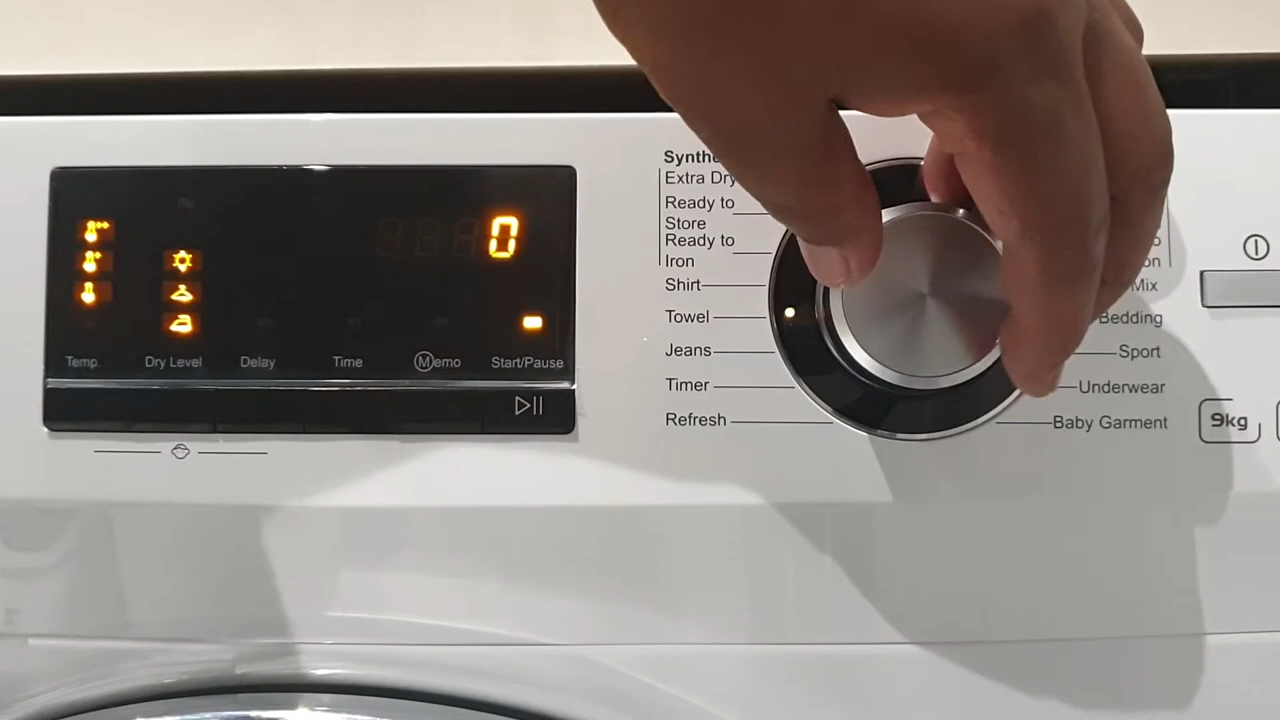 0
Temp.
Dry Level
Delay
Time
Memo
Start/Pause
Extra Dry
Ready to
Store
Ready to
Iron
Shirt
Towel
Jeans
Timer
Refresh
Mix
Bedding
Sport
Underwear
Baby Garment
9kg